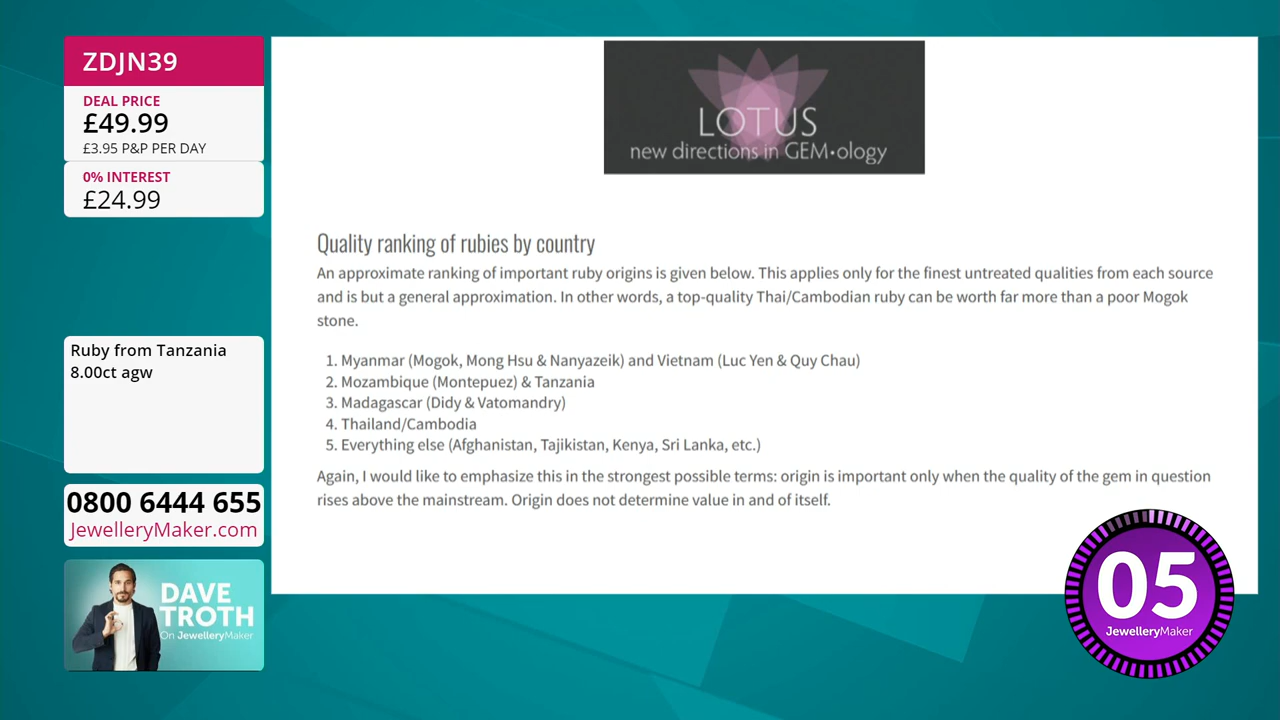 ZDJN39
DEAL PRICE
£49.99
£3.95 P&P PER DAY
0% INTEREST
£24.99
Ruby from Tanzania
8.00ct agw
0800 6444 655
JewelleryMaker.com
DAVE
TROTH
On JewelleryMaker
LOTUS
new directions in GEM•ology
Quality ranking of rubies by country
An approximate ranking of important ruby origins is given below. This applies only for the finest untreated qualities from each source
and is but a general approximation. In other words, a top-quality Thai/Cambodian ruby can be worth far more than a poor Mogok
stone.
1. Myanmar (Mogok, Mong Hsu & Nanyazeik) and Vietnam (Luc Yen & Quy Chau)
2. Mozambique (Montepuez) & Tanzania
3. Madagascar (Didy & Vatomandry)
4. Thailand/Cambodia
5. Everything else (Afghanistan, Tajikistan, Kenya, Sri Lanka, etc.)
Again, I would like to emphasize this in the strongest possible terms: origin is important only when the quality of the gem in question
rises above the mainstream. Origin does not determine value in and of itself.
05
JewelleryMaker